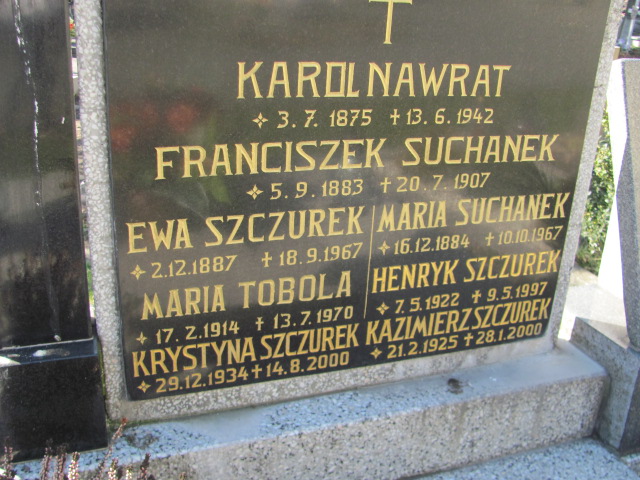 KAROL NAWRAT
✧ 3. 7. 1875 ✝ 13. 6. 1942
FRANCISZEK SUCHANEK
✧ 5. 9. 1883 ✝ 20. 7. 1907
EWA SZCZUREK
✧ 2. 12. 1887 ✝ 18. 9. 1967
MARIA TOBOLA
✧ 17. 2. 1914 ✝ 13. 7. 1970
KRYSTYNA SZCZUREK
✧ 29. 12. 1934 ✝ 14. 8. 2000
MARIA SUCHANEK
✧ 16. 12. 1884 ✝ 10. 10. 1967
HENRYK SZCZUREK
✧ 7. 5. 1922 ✝ 9. 5. 1997
KAZIMIERZ SZCZUREK
✧ 21. 2. 1925 ✝ 28. 1. 2000